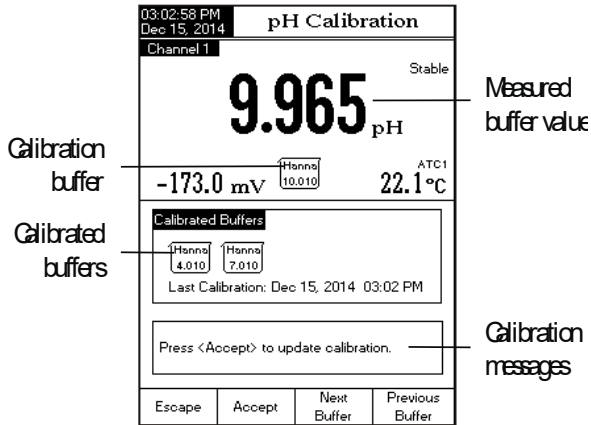 03:02:58 PM
Dec 15, 2014
pH Calibration
Channel 1
Stable
9.965 pH
Measured
buffer value
Calibration
buffer
-173.0 mV
Hanna
10.010
ATC1
22.1°C
Calibrated Buffers
Calibrated
buffers
Hanna
4.010
Hanna
7.010
Last Calibration: Dec 15, 2014 03:02 PM
Press <Accept> to update calibration.
Calibration
messages
Escape
Accept
Next
Buffer
Previous
Buffer